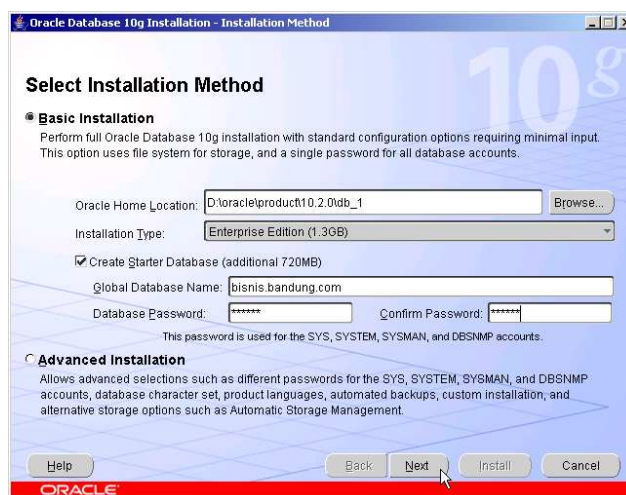 Oracle Database 10g Installation - Installation Method
10g
Select Installation Method
Basic Installation
Perform full Oracle Database 10g installation with standard configuration options requiring minimal input.
This option uses file system for storage, and a single password for all database accounts.
Oracle Home Location: D:\oracle\product\10.2.0\db_1 Browse...
Installation Type: Enterprise Edition (1.3GB)
Create Starter Database (additional 720MB)
Global Database Name: bisnis.bandung.com
Database Password: ****** Confirm Password: ******
This password is used for the SYS, SYSTEM, SYSMAN, and DBSNMP accounts.
Advanced Installation
Allows advanced selections such as different passwords for the SYS, SYSTEM, SYSMAN, and DBSNMP
accounts, database character set, product languages, automated backups, custom installation, and
alternative storage options such as Automatic Storage Management.
Help Back Next Install Cancel
ORACLE